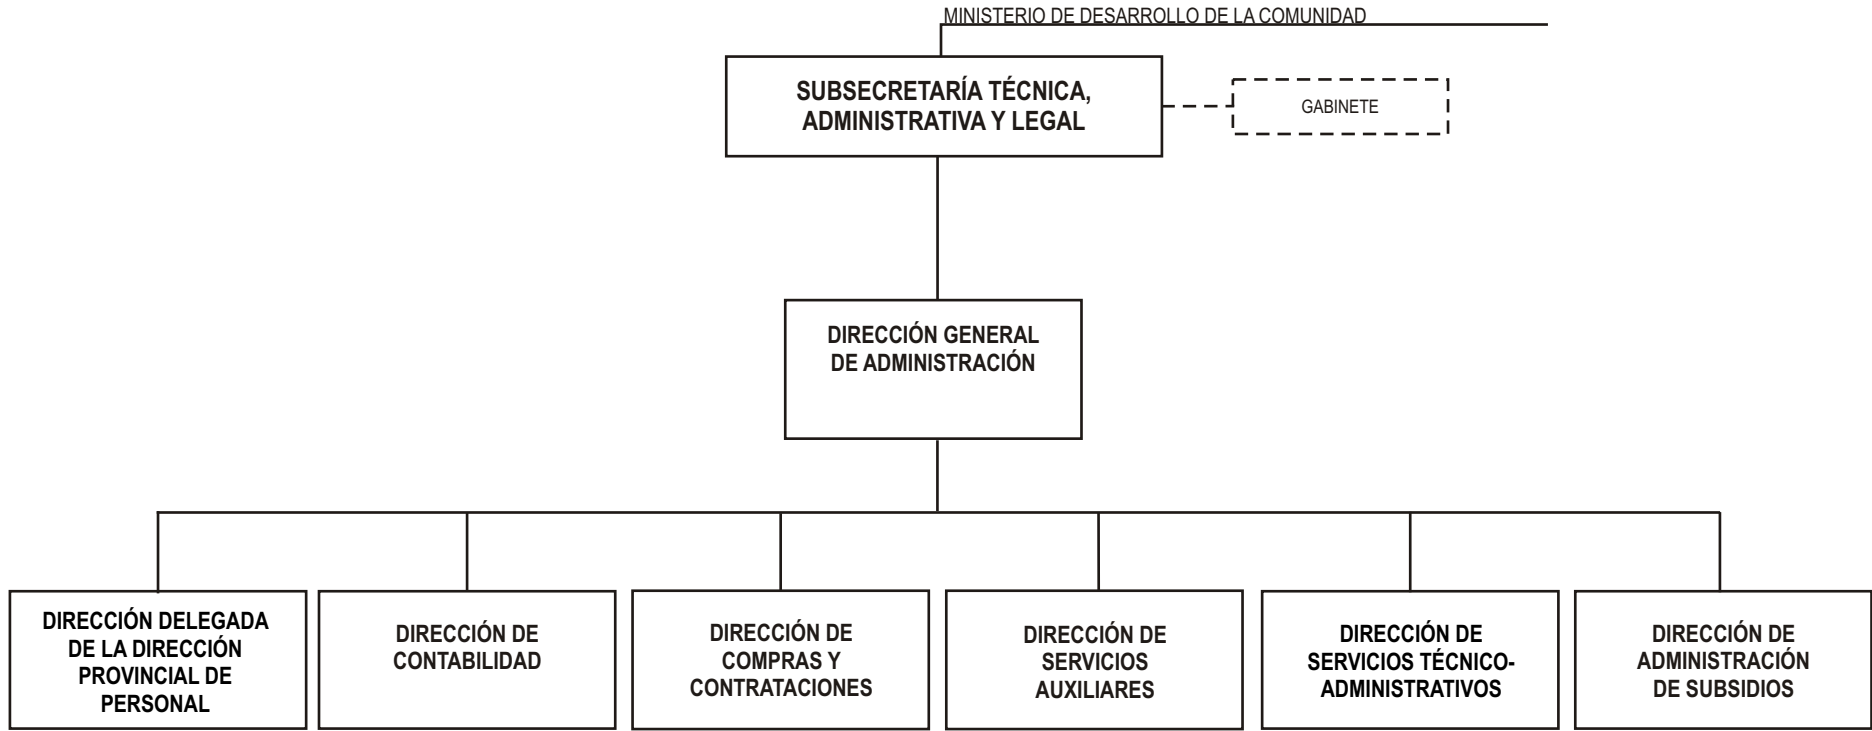 MINISTERIO DE DESARROLLO DE LA COMUNIDAD
SUBSECRETARÍA TÉCNICA,
ADMINISTRATIVA Y LEGAL
GABINETE
DIRECCIÓN GENERAL
DE ADMINISTRACIÓN
DIRECCIÓN DELEGADA
DE LA DIRECCIÓN
PROVINCIAL DE
PERSONAL
DIRECCIÓN DE
CONTABILIDAD
DIRECCIÓN DE
COMPRAS Y
CONTRATACIONES
DIRECCIÓN DE
SERVICIOS
AUXILIARES
DIRECCIÓN DE
SERVICIOS TÉCNICO-
ADMINISTRATIVOS
DIRECCIÓN DE
ADMINISTRACIÓN
DE SUBSIDIOS